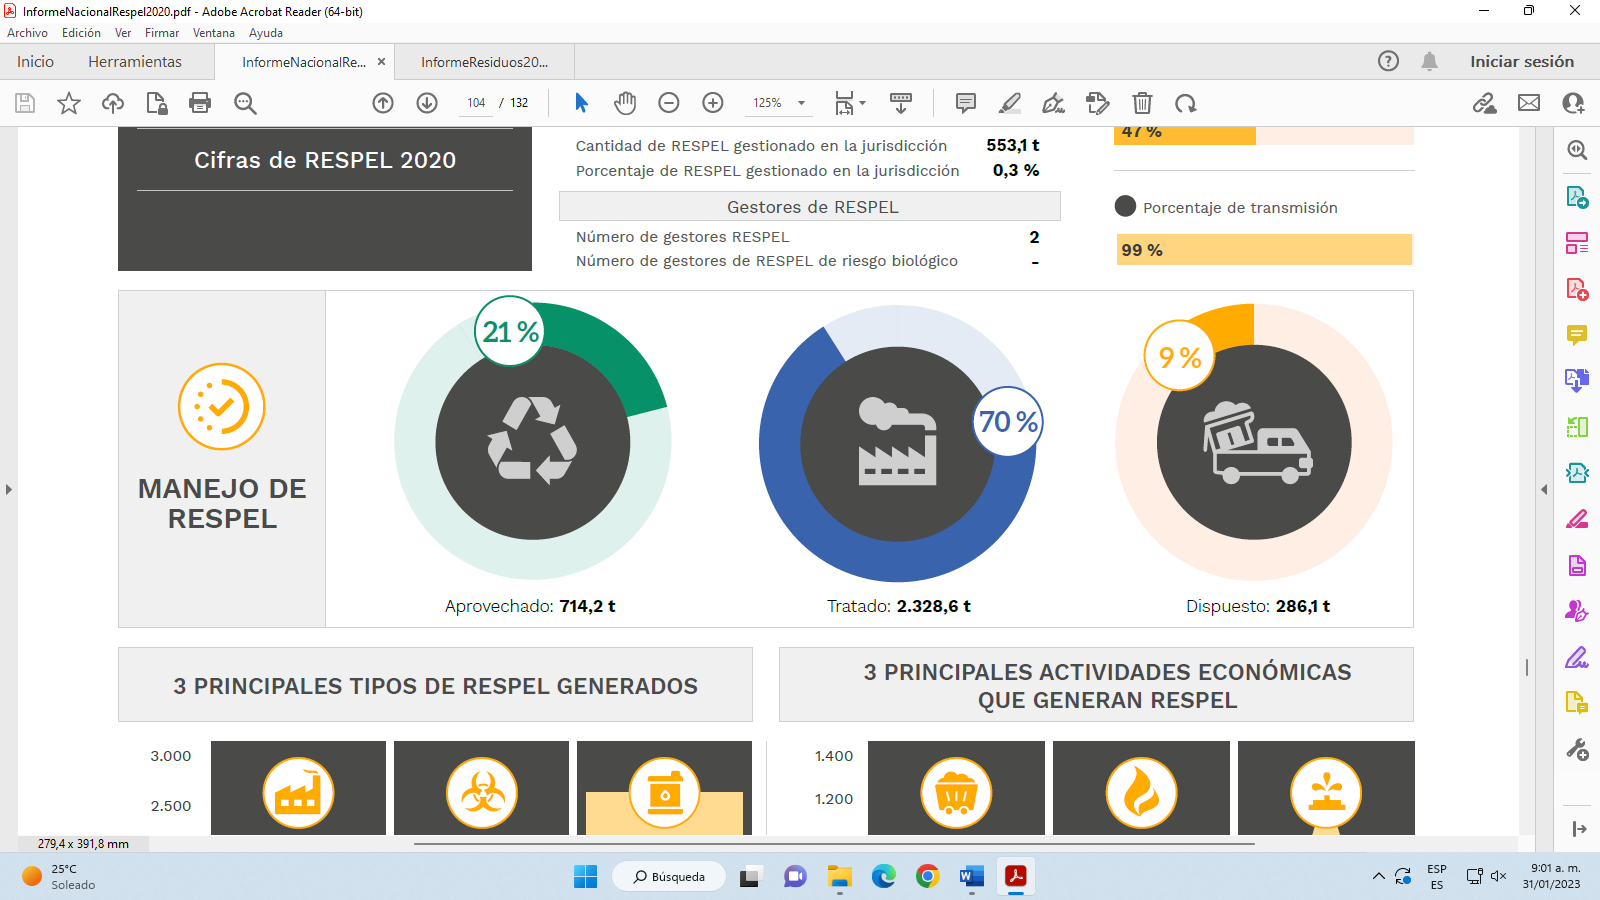 InformeNacionalRespel2020.pdf - Adobe Acrobat Reader (64-bit)
Archivo Edición Ver Firmar Ventana Ayuda
Inicio Herramientas InformeNacionalRe... × InformeResiduos20... Iniciar sesión
104 / 132 125%
Cifras de RESPEL 2020
Cantidad de RESPEL gestionado en la jurisdicción 553,1 t
Porcentaje de RESPEL gestionado en la jurisdicción 0,3 %
Gestores de RESPEL
Número de gestores RESPEL 2
Número de gestores de RESPEL de riesgo biológico -
47 %
Porcentaje de transmisión
99 %
MANEJO DE
RESPEL
21 %
70 %
9 %
Aprovechado: 714,2 t
Tratado: 2.328,6 t
Dispuesto: 286,1 t
3 PRINCIPALES TIPOS DE RESPEL GENERADOS
3 PRINCIPALES ACTIVIDADES ECONÓMICAS
QUE GENERAN RESPEL
3.000
2.500
1.400
1.200
279,4 x 391,8 mm
25°C
Soleado
Búsqueda
ESP
ES
9:01 a. m.
31/01/2023